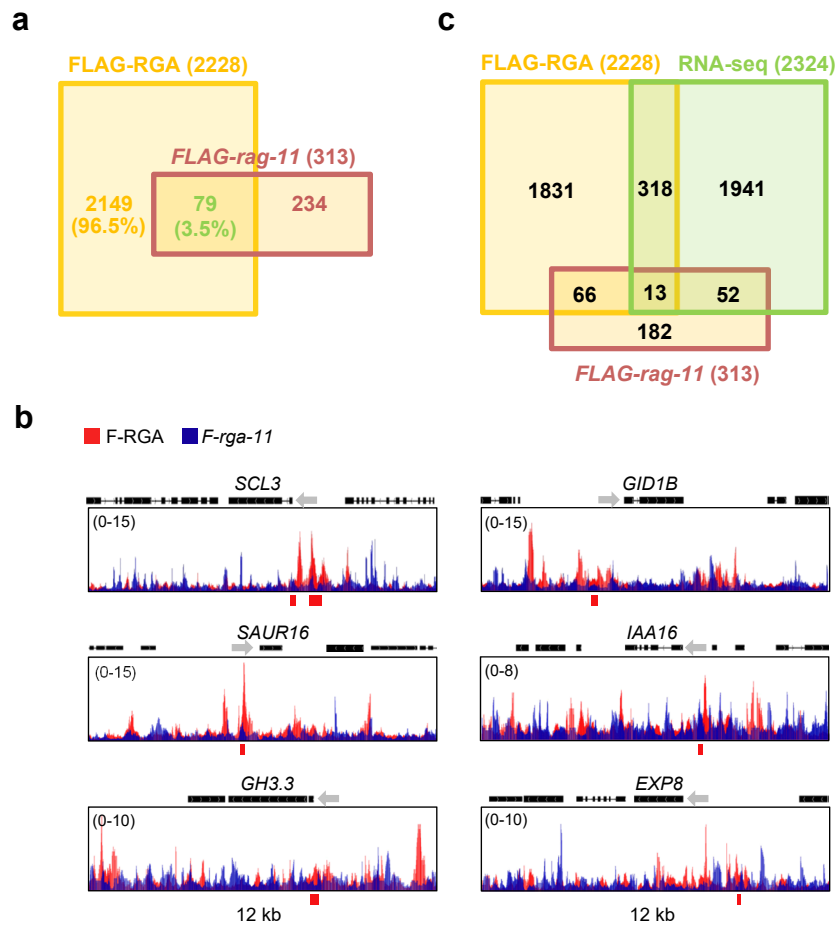 a
FLAG-RGA (2228)
FLAG-rag-11 (313)
2149
(96.5%)
79
(3.5%)
234
c
FLAG-RGA (2228)
RNA-seq (2324)
1831
318
1941
66
13
52
182
FLAG-rag-11 (313)
b
F-RGA F-rga-11
SCL3
(0-15)
GID1B
(0-15)
SAUR16
(0-15)
IAA16
(0-8)
GH3.3
(0-10)
EXP8
(0-10)
12 kb
12 kb